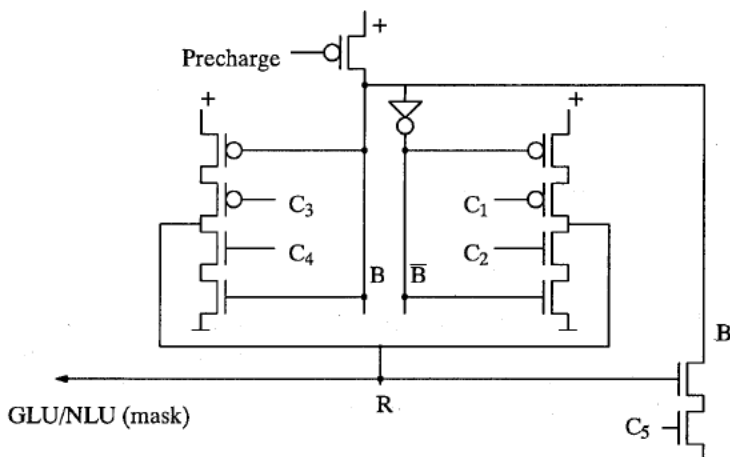 +
Precharge
+
+
C₃
C₁
C₄
C₂
B
B̅
B
R
GLU/NLU (mask)
C₅